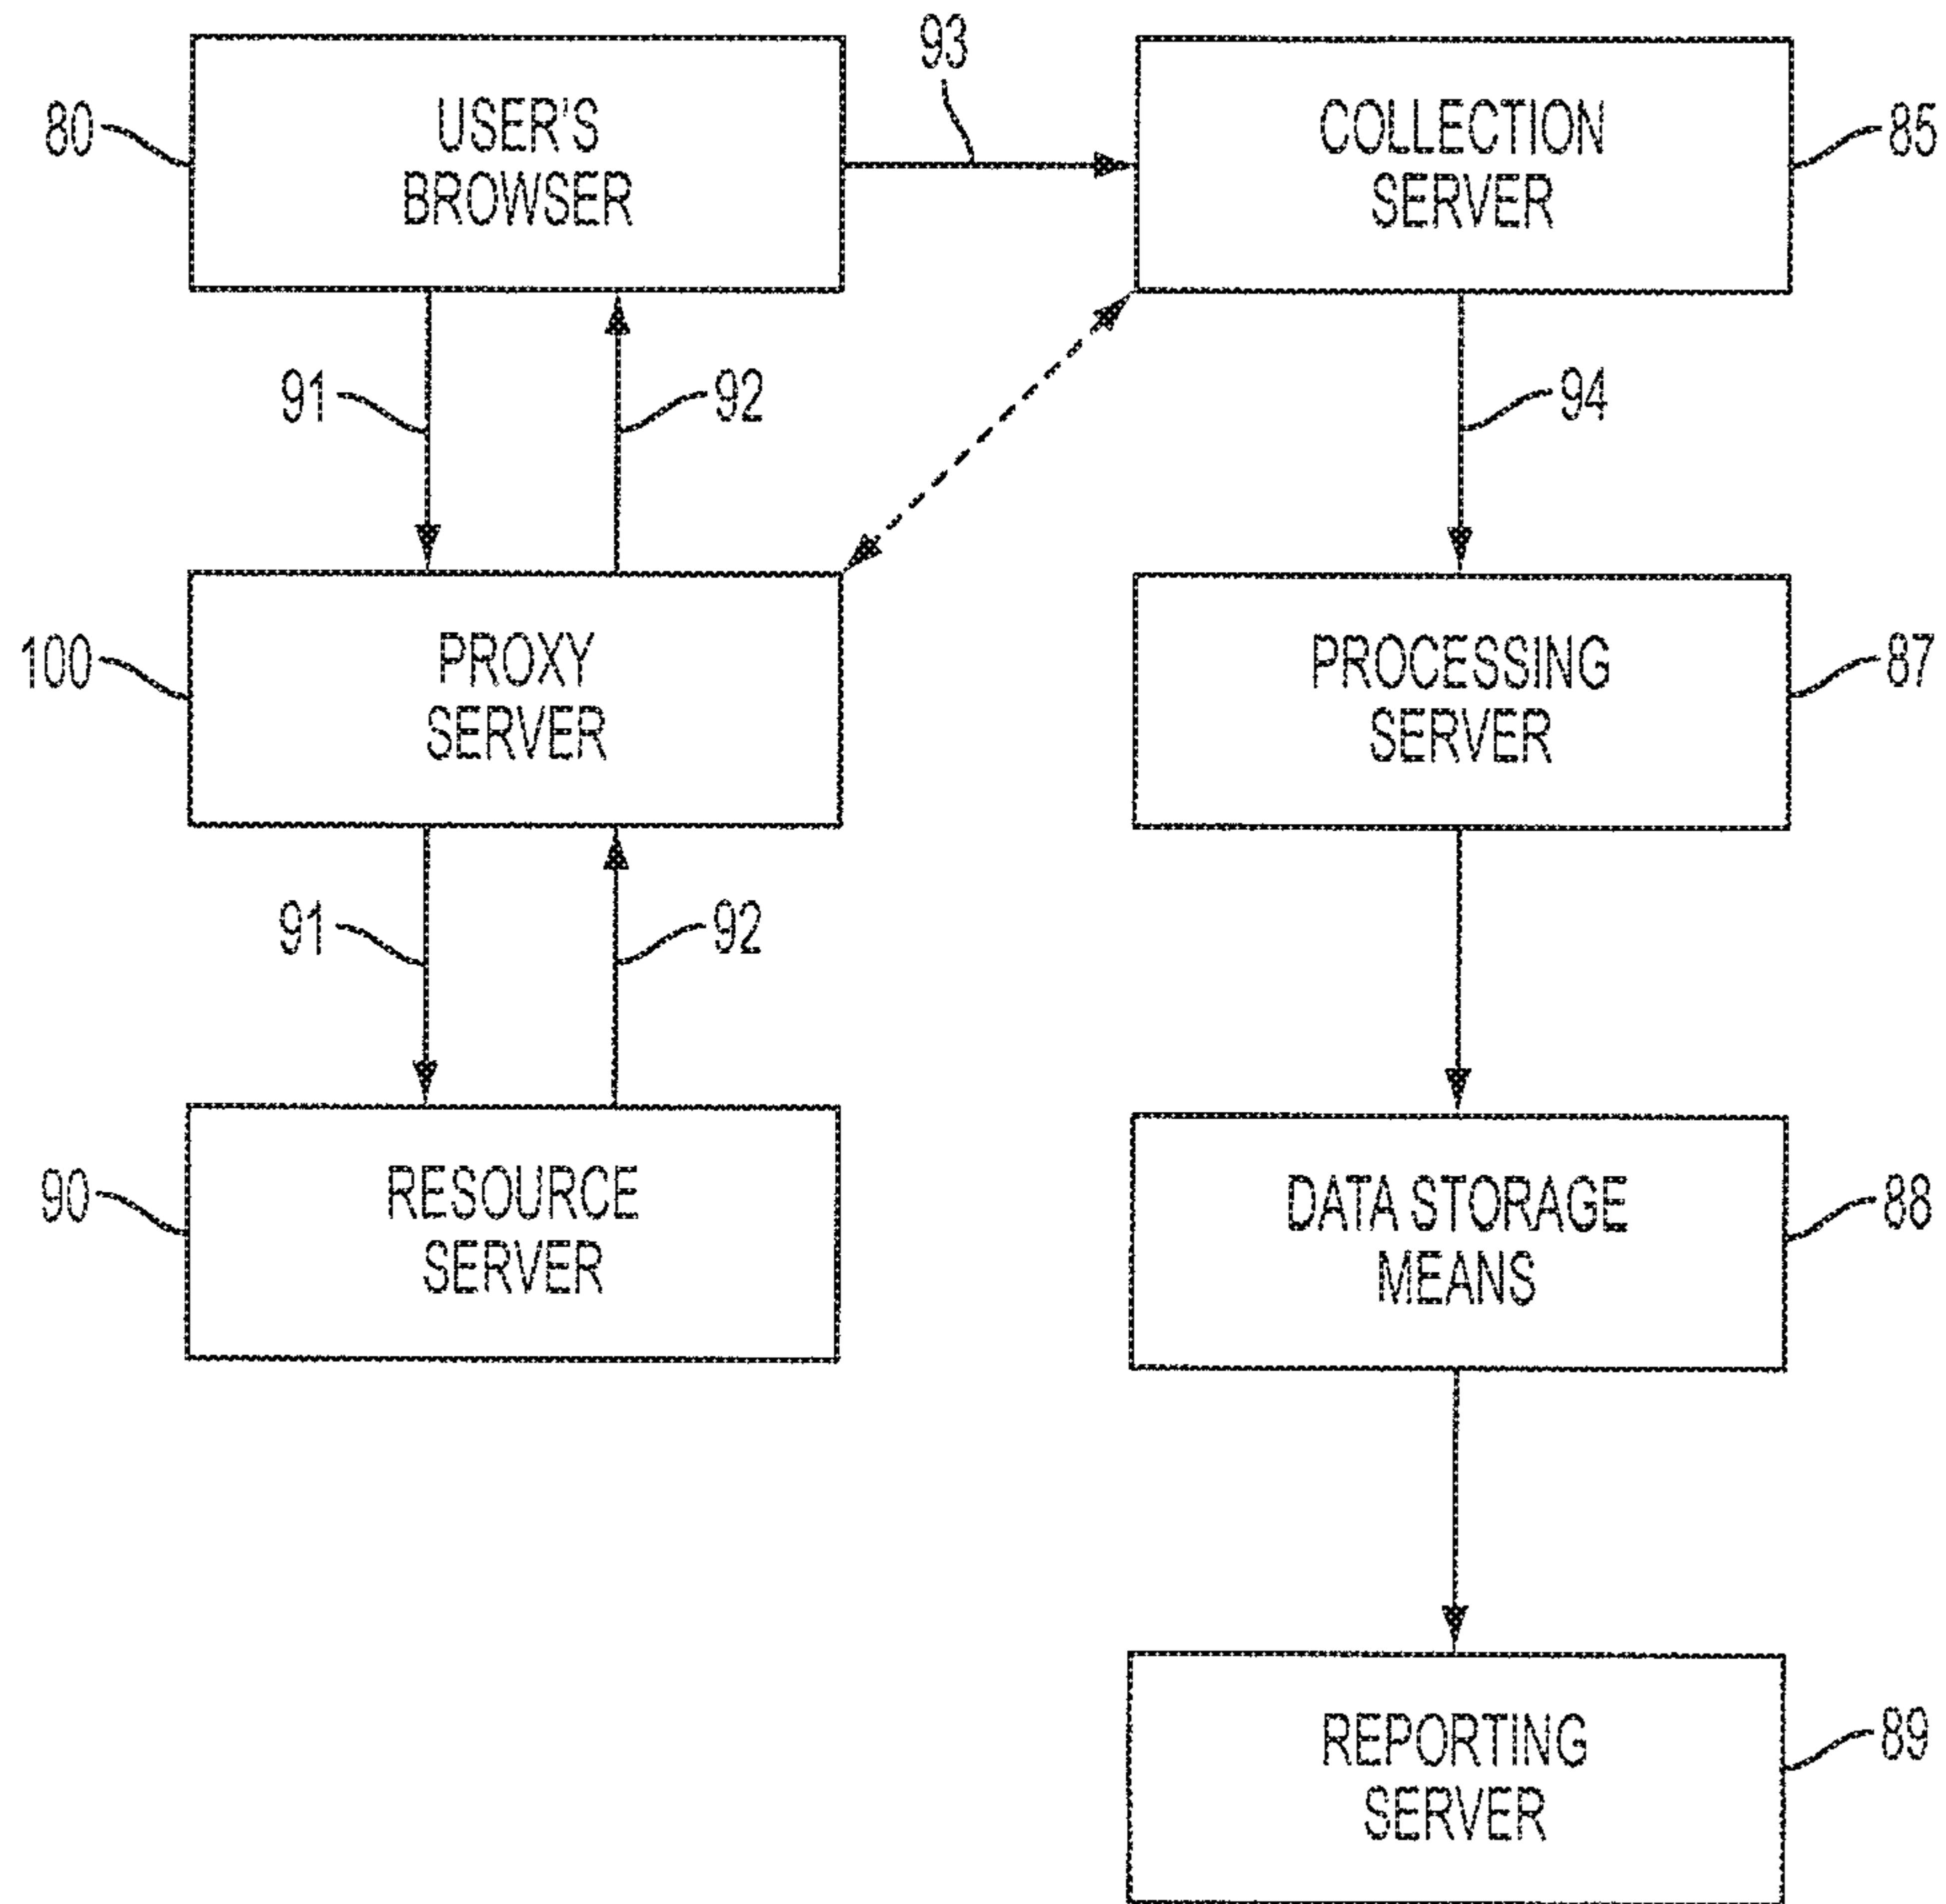 93
80
USER'S
BROWSER
COLLECTION
SERVER
85
91
92
94
100
PROXY
SERVER
PROCESSING
SERVER
87
91
92
90
RESOURCE
SERVER
DATA STORAGE
MEANS
88
REPORTING
SERVER
89